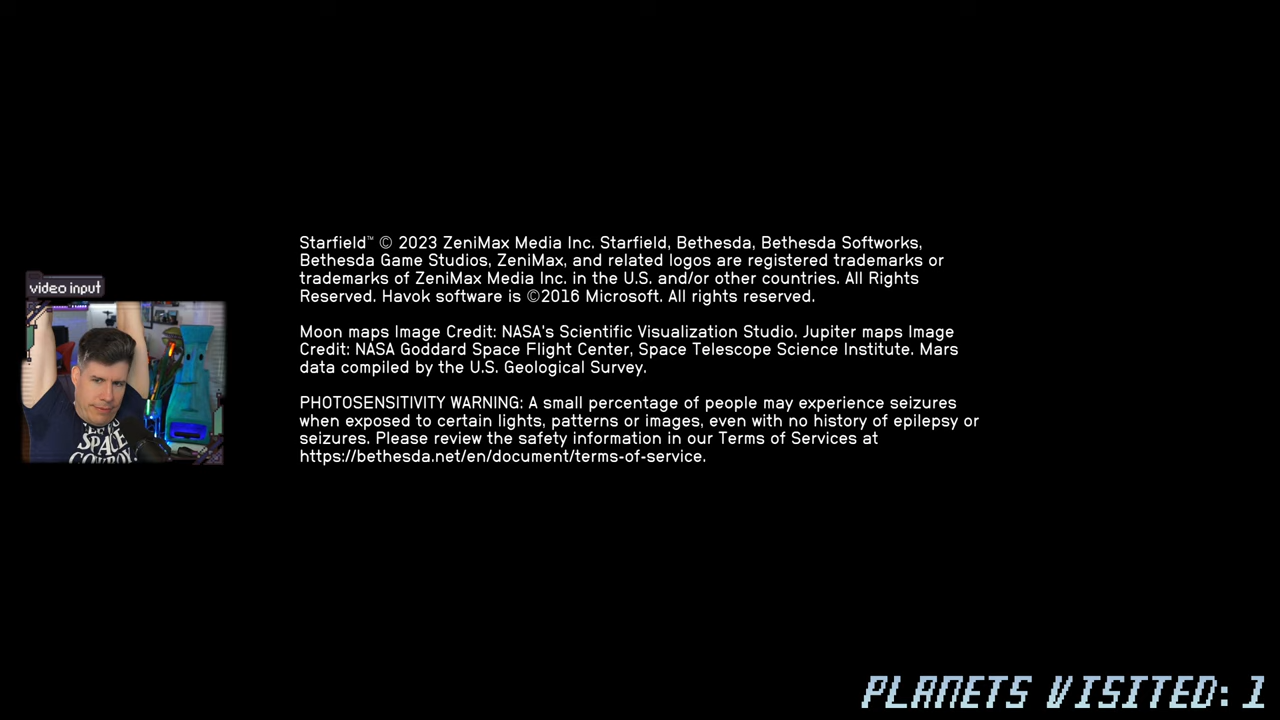 Starfield™ © 2023 ZeniMax Media Inc. Starfield, Bethesda, Bethesda Softworks,
Bethesda Game Studios, ZeniMax, and related logos are registered trademarks or
trademarks of ZeniMax Media Inc. in the U.S. and/or other countries. All Rights
Reserved. Havok software is ©2016 Microsoft. All rights reserved.
video input
Moon maps Image Credit: NASA's Scientific Visualization Studio. Jupiter maps Image
Credit: NASA Goddard Space Flight Center, Space Telescope Science Institute. Mars
data compiled by the U.S. Geological Survey.
PHOTOSENSITIVITY WARNING: A small percentage of people may experience seizures
when exposed to certain lights, patterns or images, even with no history of epilepsy or
seizures. Please review the safety information in our Terms of Services at
https://bethesda.net/en/document/terms-of-service.
SPACE
PLANETS VISITED: 1